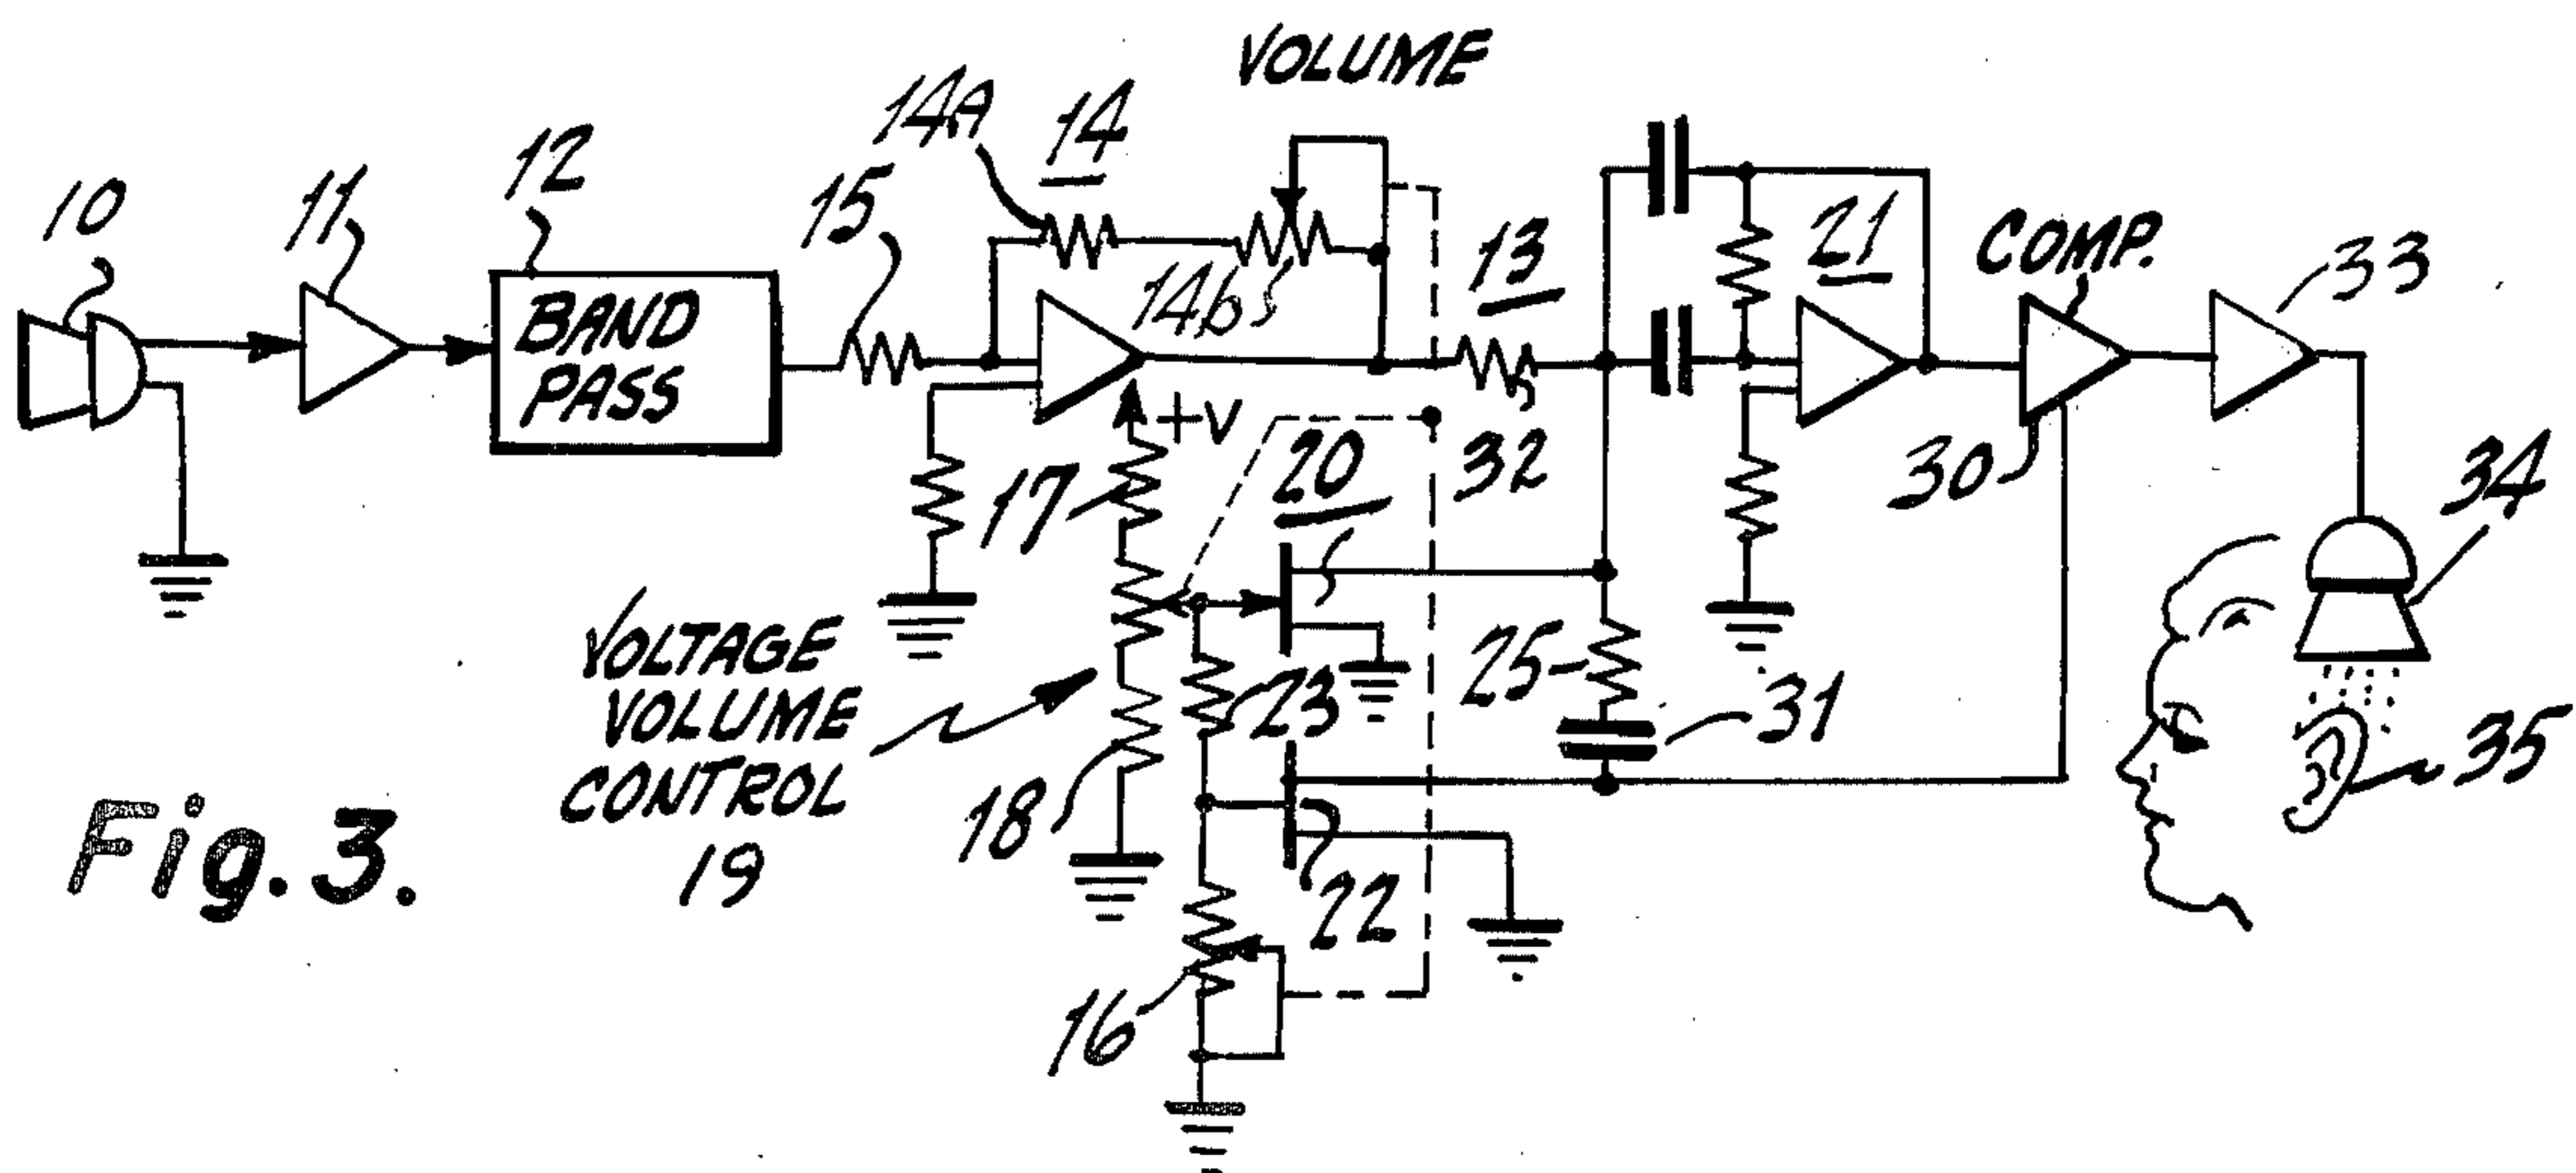 VOLUME
14A
14
12
11
10
15
BAND
PASS
14b
13
21
COMP.
33
+V
20
32
30
34
17
VOLTAGE
VOLUME
CONTROL
19
23
25
31
35
18
22
16
Fig. 3.